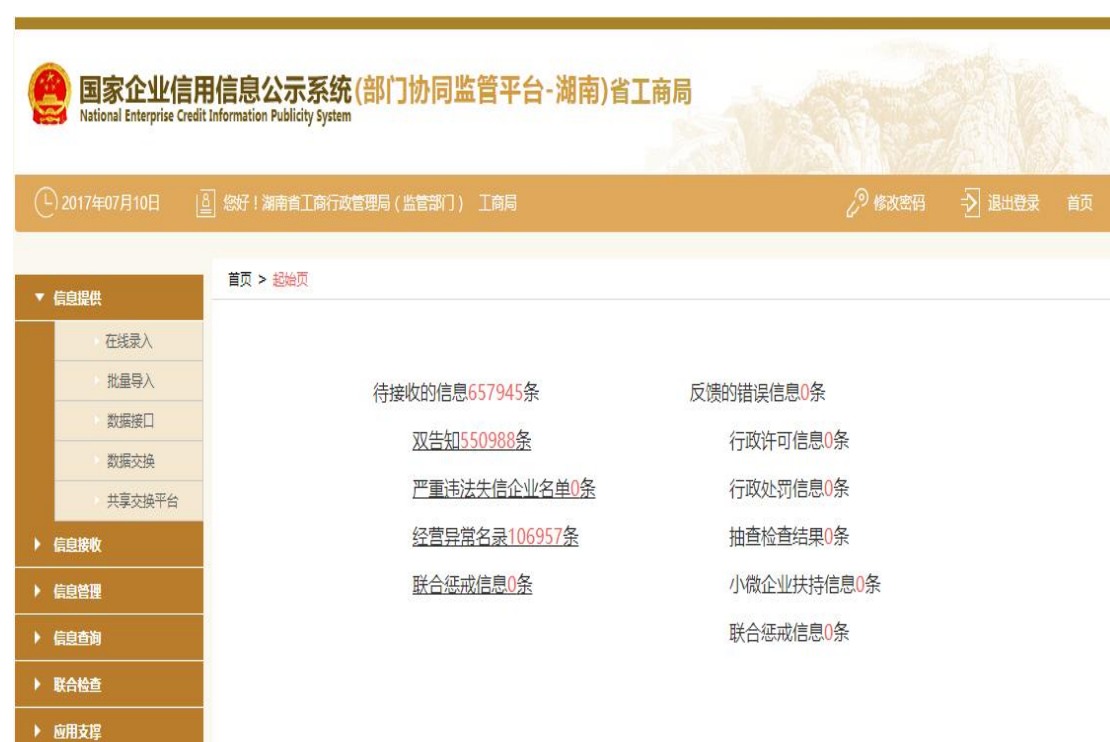 国家企业信用信息公示系统(部门协同监管平台-湖南)省工商局
National Enterprise Credit Information Publicity System
2017年07月10日 您好！湖南省工商行政管理局（监管部门） 工商局 修改密码 退出登录 首页
首页 > 起始页
信息提供
在线录入
批量导入
数据接口
数据交换
共享交换平台
信息接收
信息管理
信息查询
联合检查
应用支撑
待接收的信息657945条
双告知550988条
严重违法失信企业名单0条
经营异常名录106957条
联合惩戒信息0条
反馈的错误信息0条
行政许可信息0条
行政处罚信息0条
抽查检查结果0条
小微企业扶持信息0条
联合惩戒信息0条